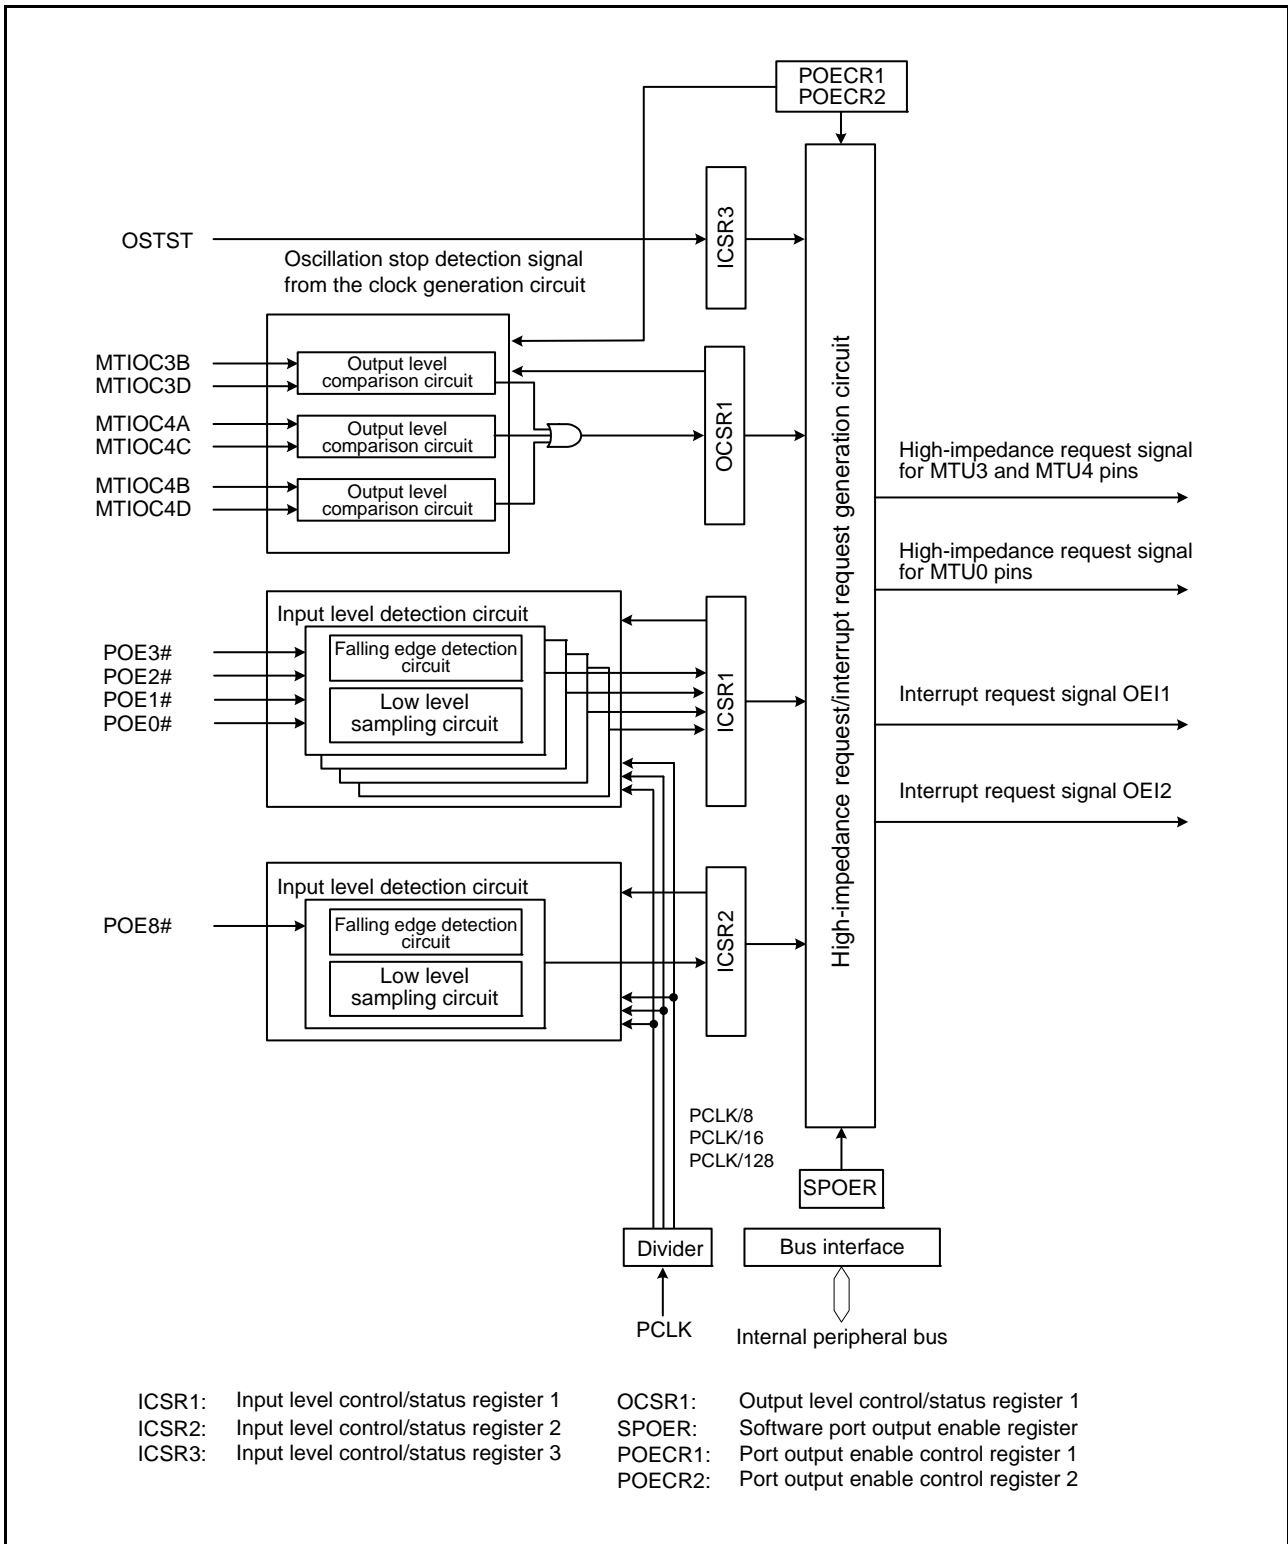 POECR1
POECR2
OSTST
ICSR3
Oscillation stop detection signal
from the clock generation circuit
MTIOC3B
MTIOC3D
Output level
comparison circuit
MTIOC4A
MTIOC4C
Output level
comparison circuit
MTIOC4B
MTIOC4D
Output level
comparison circuit
OCSR1
High-impedance request/interrupt request generation circuit
High-impedance request signal
for MTU3 and MTU4 pins
High-impedance request signal
for MTU0 pins
Input level detection circuit
POE3#
POE2#
POE1#
POE0#
Falling edge detection
circuit
Low level
sampling circuit
ICSR1
Interrupt request signal OEI1
Interrupt request signal OEI2
Input level detection circuit
POE8#
Falling edge detection
circuit
Low level
sampling circuit
ICSR2
PCLK/8
PCLK/16
PCLK/128
SPOER
Divider
Bus interface
PCLK
Internal peripheral bus
ICSR1: Input level control/status register 1
ICSR2: Input level control/status register 2
ICSR3: Input level control/status register 3
OCSR1: Output level control/status register 1
SPOER: Software port output enable register
POECR1: Port output enable control register 1
POECR2: Port output enable control register 2